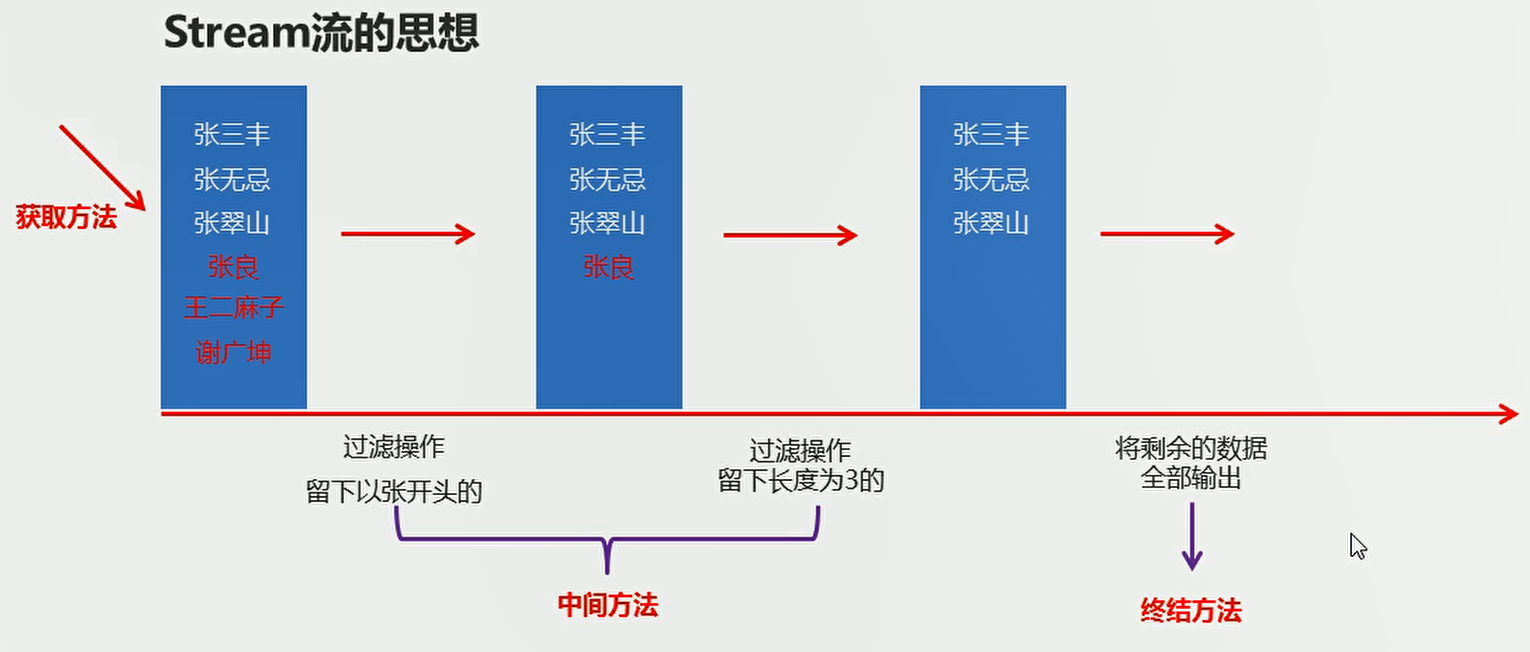 Stream流的思想
获取方法
张三丰
张无忌
张翠山
张良
王二麻子
谢广坤
张三丰
张无忌
张翠山
张良
张三丰
张无忌
张翠山
过滤操作
留下以张开头的
过滤操作
留下长度为3的
将剩余的数据
全部输出
中间方法
终结方法